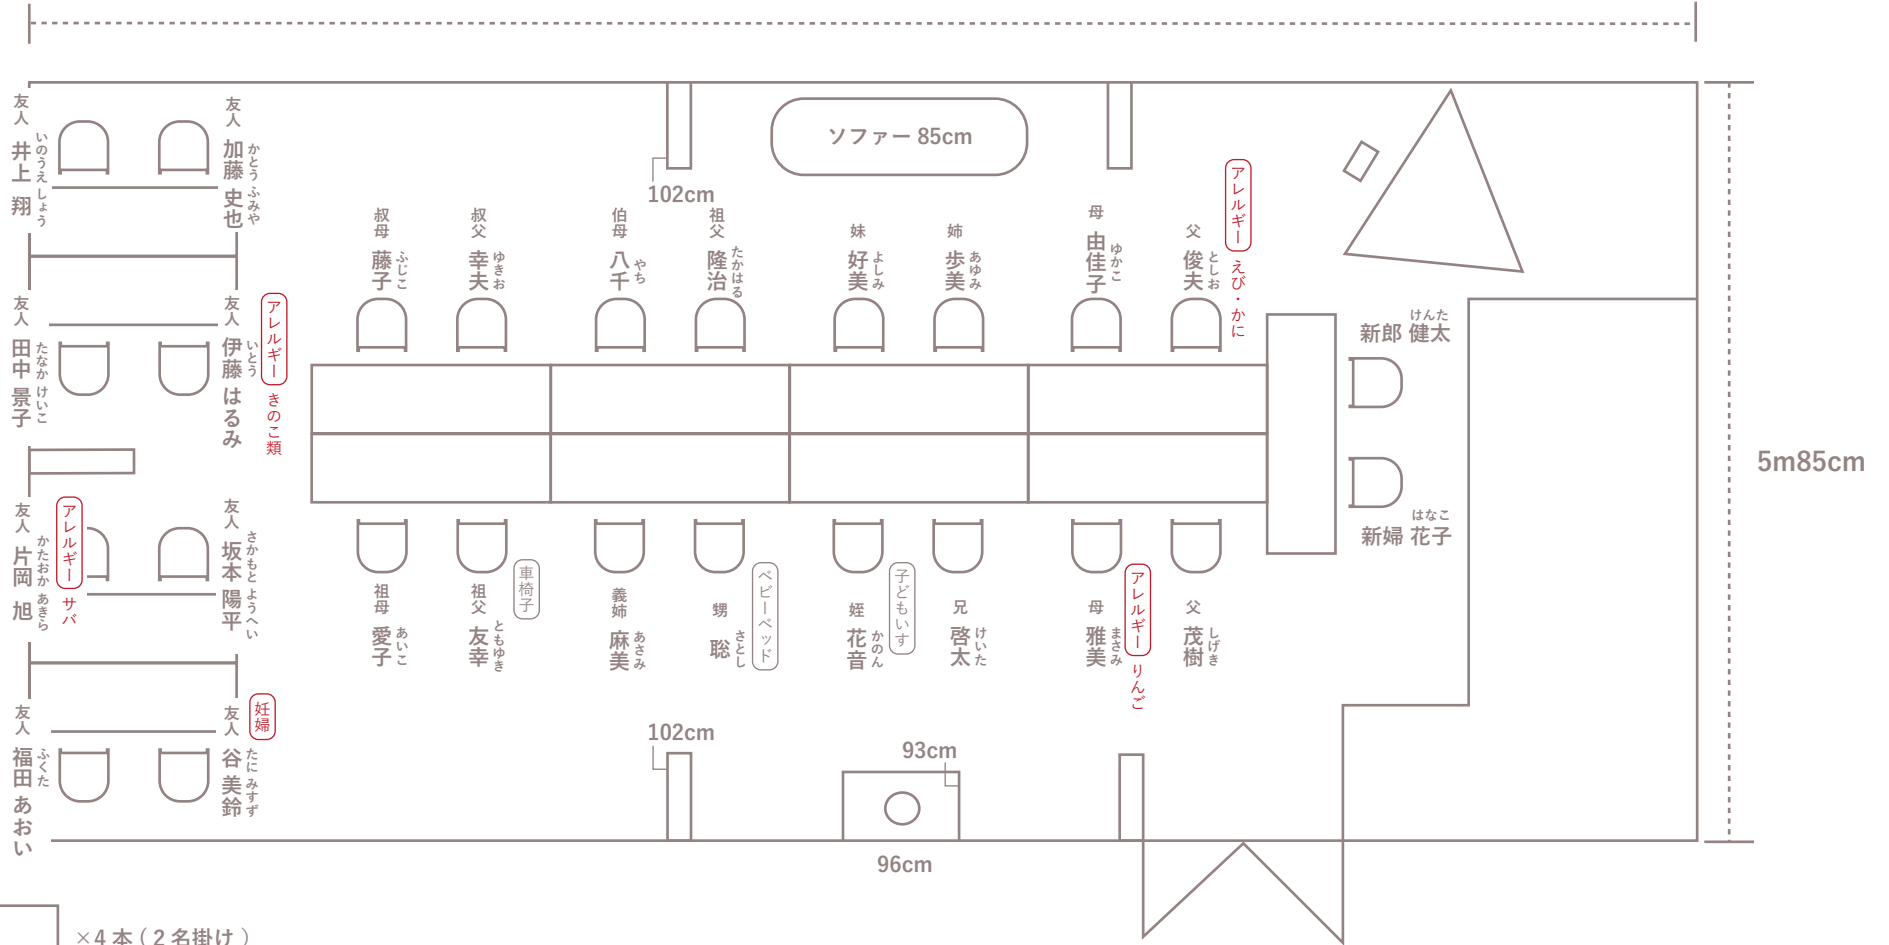 友人
いのうえ しょう
井上 翔
友人
かとう ふみや
加藤 史也
ソファー 85cm
102cm
叔母
ふじこ
藤子
叔父
ゆきお
幸夫
伯母
やち
八千
祖父
たかはる
隆治
妹
よしみ
好美
姉
あゆみ
歩美
母
ゆかこ
由佳子
父
としお
俊夫
アレルギー
えび・かに
友人
たなか けいこ
田中 景子
友人
いとう
伊藤 はるみ
アレルギー
きのこ類
けんた
新郎 健太
はなこ
新婦 花子
5m85cm
友人
かたおか あきら
片岡 旭
アレルギー
サバ
友人
さかもと ようへい
坂本 陽平
祖母
あいこ
愛子
祖父
ともゆき
友幸
車椅子
義姉
あさみ
麻美
甥
さとし
聡
ベビーベッド
姪
かのん
花音
子どもいす
兄
けいた
啓太
母
まさみ
雅美
アレルギー
りんご
父
しげき
茂樹
友人
ふくた
福田 あおい
友人
たに みすず
谷 美鈴
妊婦
102cm
93cm
96cm
×4 本 ( 2 名掛け )